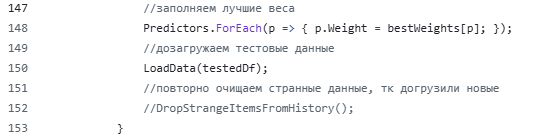 147 //заполняем лучшие веса
148 Predictors.ForEach(p => { p.Weight = bestWeights[p]; });
149 //дозагружаем тестовые данные
150 LoadData(testedDf);
151 //повторно очищаем странные данные, тк догрузили новые
152 //DropStrangeItemsFromHistory();
153 }